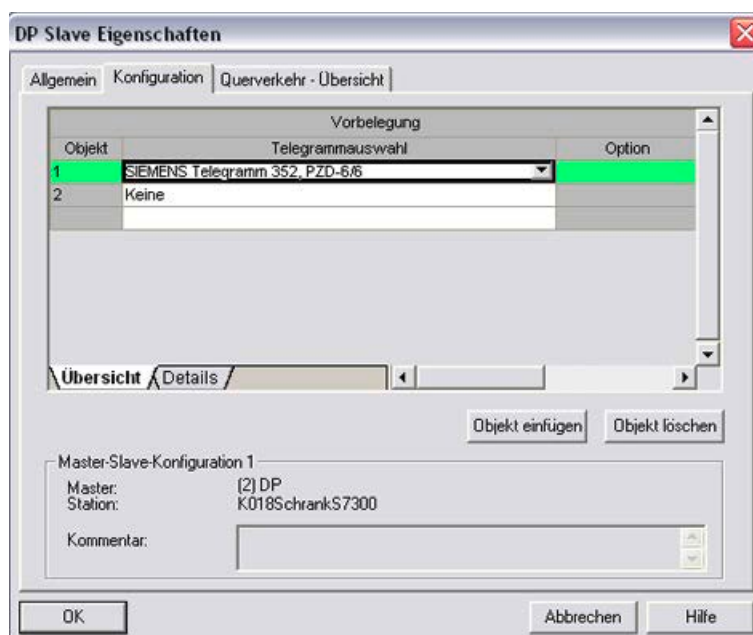 DP Slave Eigenschaften
Allgemein Konfiguration Querverkehr - Übersicht
Vorbelegung
Objekt Telegrammauswahl Option
1 SIEMENS Telegramm 352, PZD-6/6
2 Keine
Übersicht Details
Objekt einfügen Objekt löschen
Master-Slave-Konfiguration 1
Master: (2) DP
Station: K018SchrankS7300
Kommentar:
OK Abbrechen Hilfe